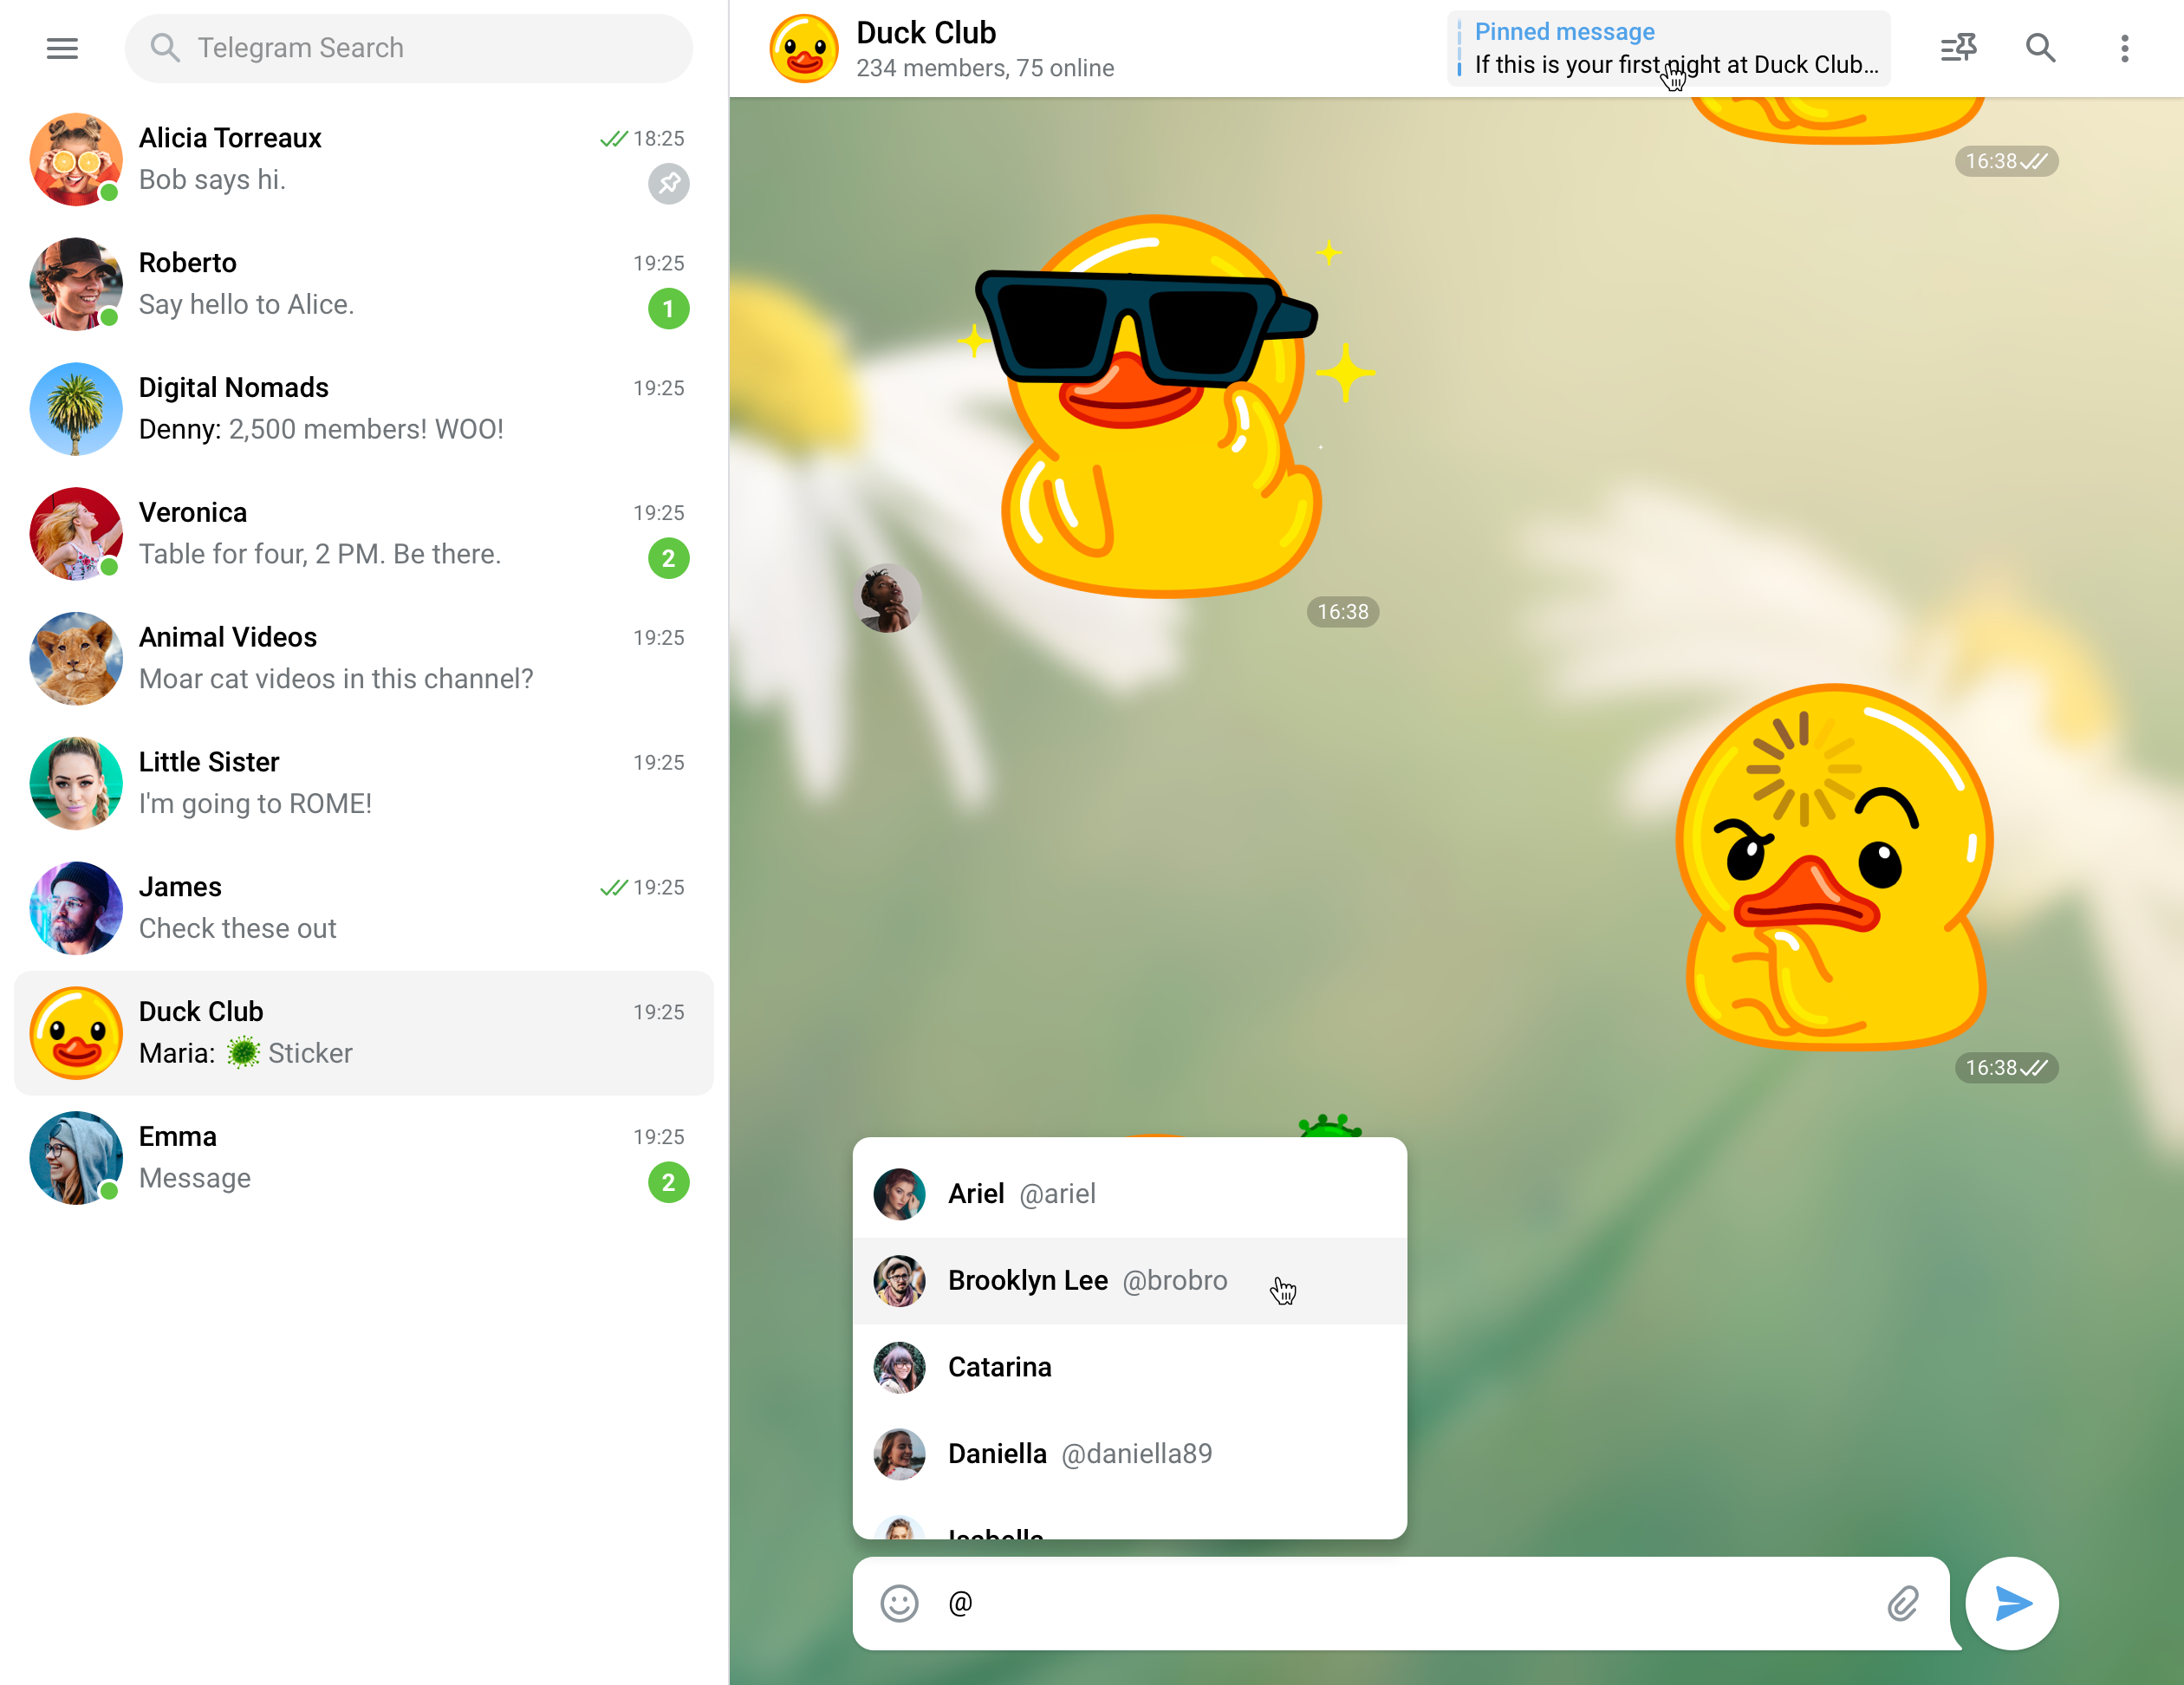 Telegram Search
Alicia Torreaux
18:25
Bob says hi.
Roberto
19:25
Say hello to Alice.
1
Digital Nomads
19:25
Denny: 2,500 members! WOO!
Veronica
19:25
Table for four, 2 PM. Be there.
2
Animal Videos
19:25
Moar cat videos in this channel?
Little Sister
19:25
I'm going to ROME!
James
19:25
Check these out
Duck Club
19:25
Maria: Sticker
Emma
19:25
Message
2
Duck Club
234 members, 75 online
Pinned message
If this is your first night at Duck Club...
16:38
16:38
16:38
Ariel @ariel
Brooklyn Lee @brobro
Catarina
Daniella @daniella89
Isabella
@